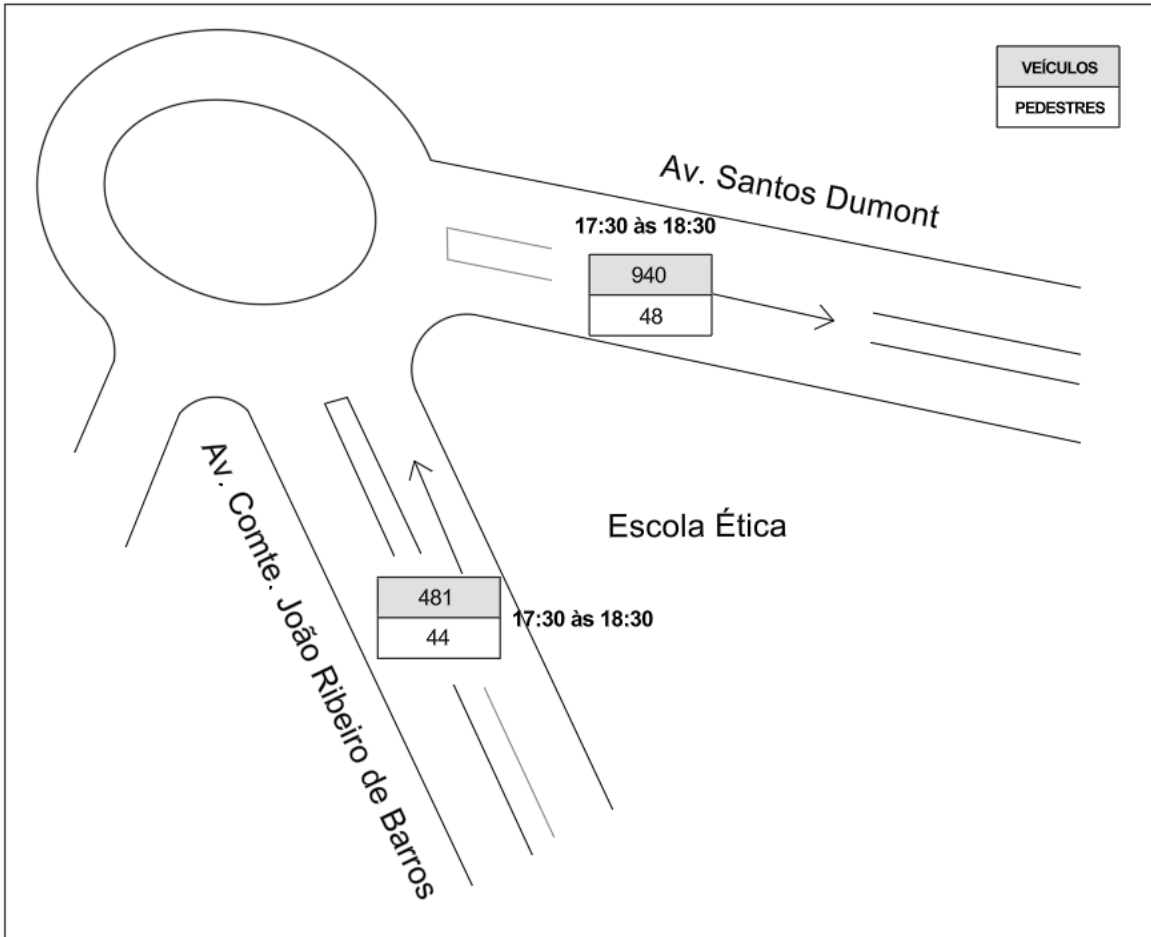 VEÍCULOS
PEDESTRES
Av. Santos Dumont
17:30 às 18:30
940
48
Escola Ética
Av. Comte. João Ribeiro de Barros
481
44
17:30 às 18:30